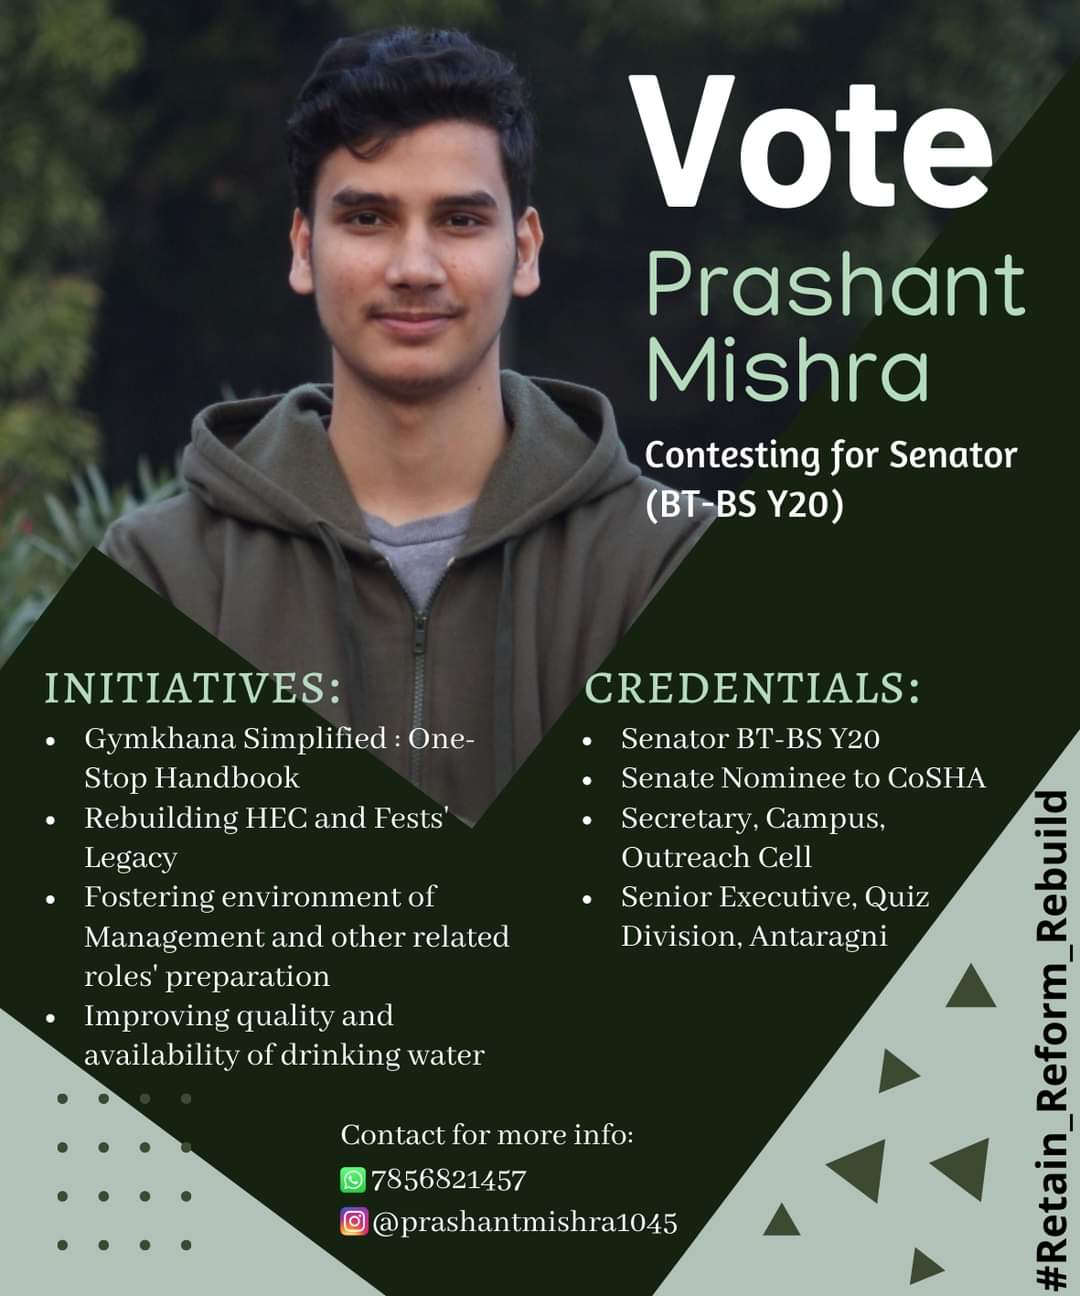 Vote
Prashant
Mishra
Contesting for Senator
(BT-BS Y20)
INITIATIVES:
• Gymkhana Simplified : One-
Stop Handbook
• Rebuilding HEC and Fests'
Legacy
• Fostering environment of
Management and other related
roles' preparation
• Improving quality and
availability of drinking water
CREDENTIALS:
• Senator BT-BS Y20
• Senate Nominee to CoSHA
• Secretary, Campus,
Outreach Cell
• Senior Executive, Quiz
Division, Antaragni
#Retain_Reform_Rebuild
Contact for more info:
7856821457
@prashantmishra1045